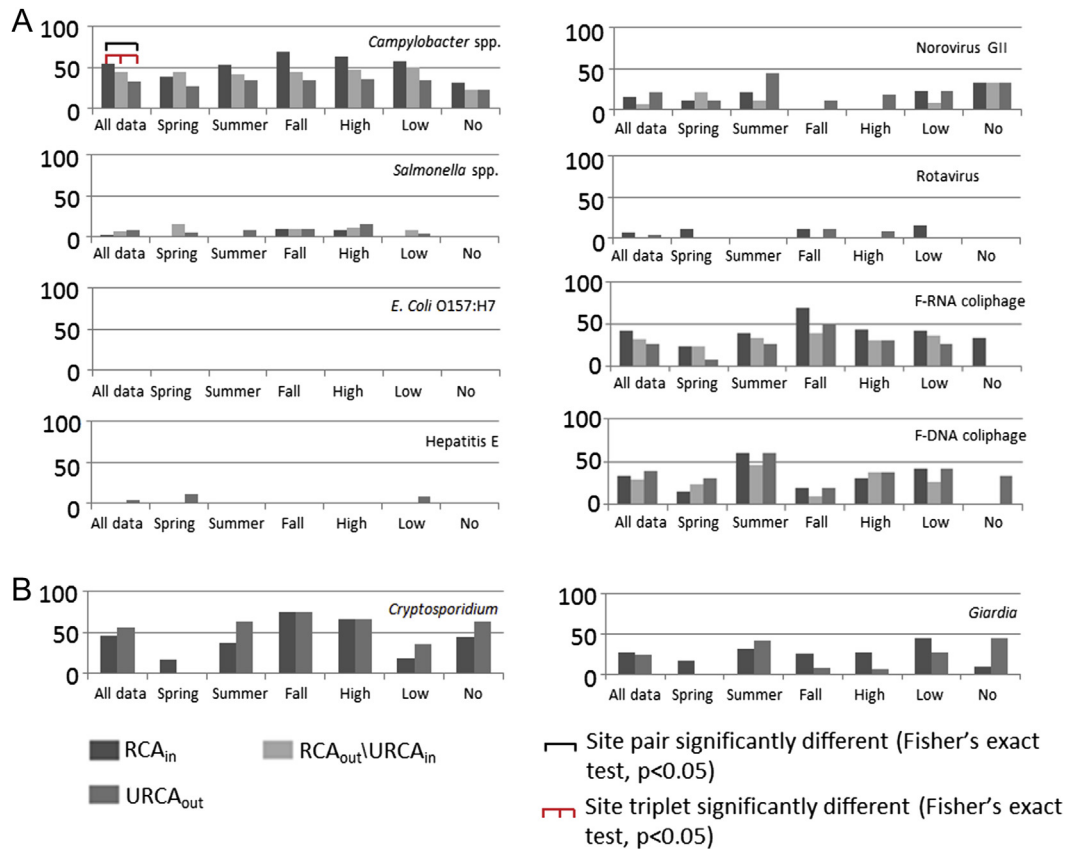 A
100
50
0
Campylobacter spp.
All data Spring Summer Fall High Low No
100
50
0
Salmonella spp.
All data Spring Summer Fall High Low No
100
50
0
E. Coli O157:H7
All data Spring Summer Fall High Low No
100
50
0
Hepatitis E
All data Spring Summer Fall High Low No
100
50
0
Norovirus GII
All data Spring Summer Fall High Low No
100
50
0
Rotavirus
All data Spring Summer Fall High Low No
100
50
0
F-RNA coliphage
All data Spring Summer Fall High Low No
100
50
0
F-DNA coliphage
All data Spring Summer Fall High Low No
B
100
50
0
Cryptosporidium
All data Spring Summer Fall High Low No
100
50
0
Giardia
All data Spring Summer Fall High Low No
RCAin
RCAout\URCAin
URCAout
Site pair significantly different (Fisher's exact
test, p<0.05)
Site triplet significantly different (Fisher's exact
test, p<0.05)